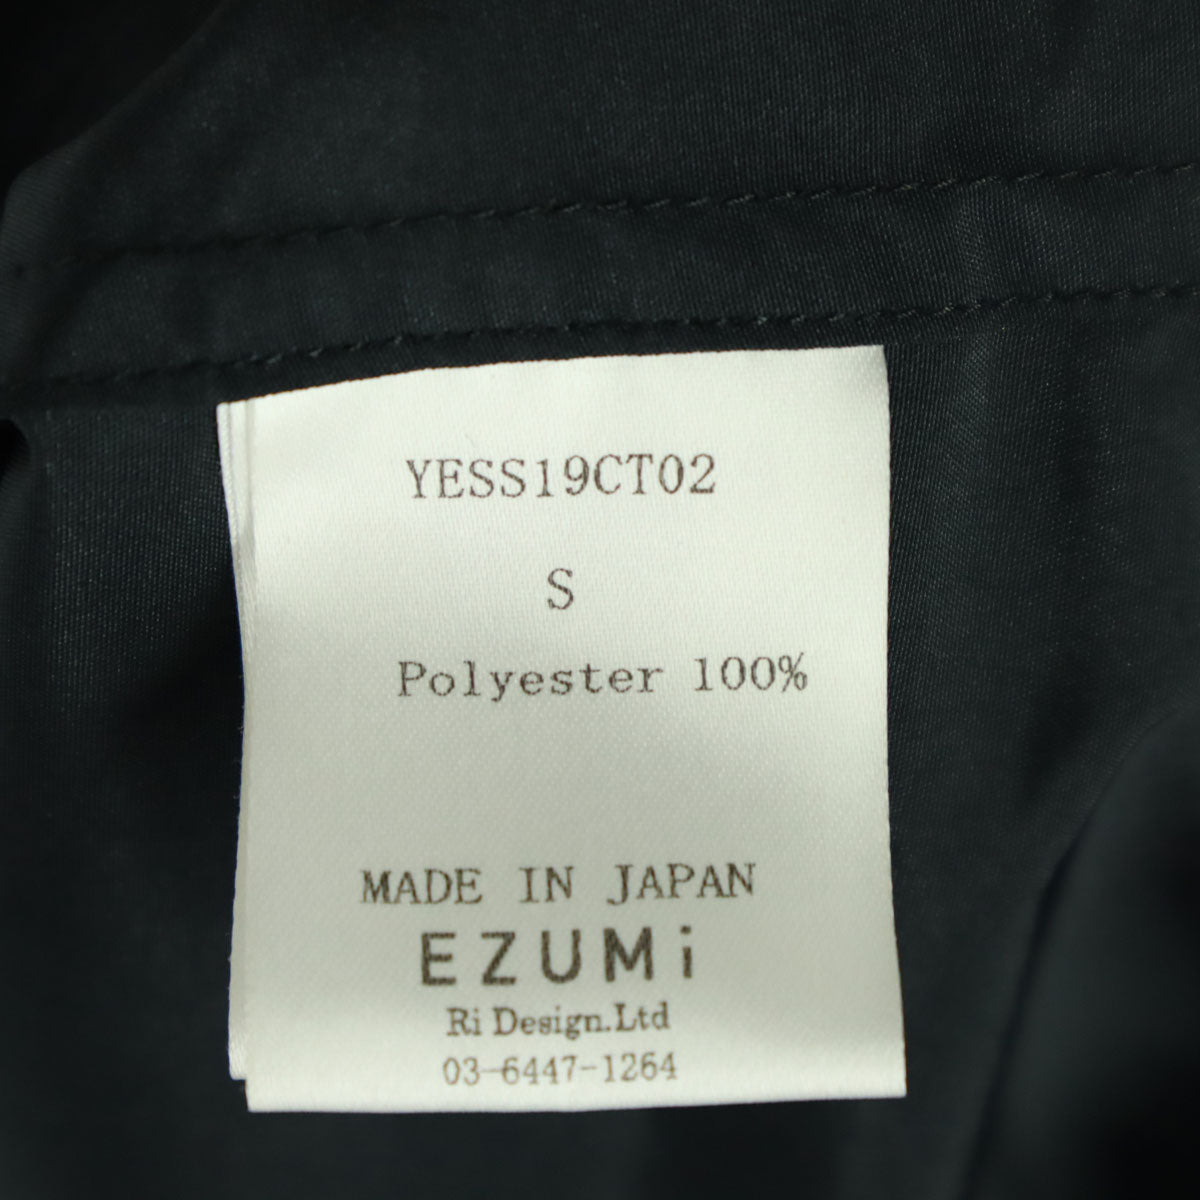 YESS19CT02
S
Polyester 100%
MADE IN JAPAN
EZUMi
Ri Design.Ltd
03-6447-1264